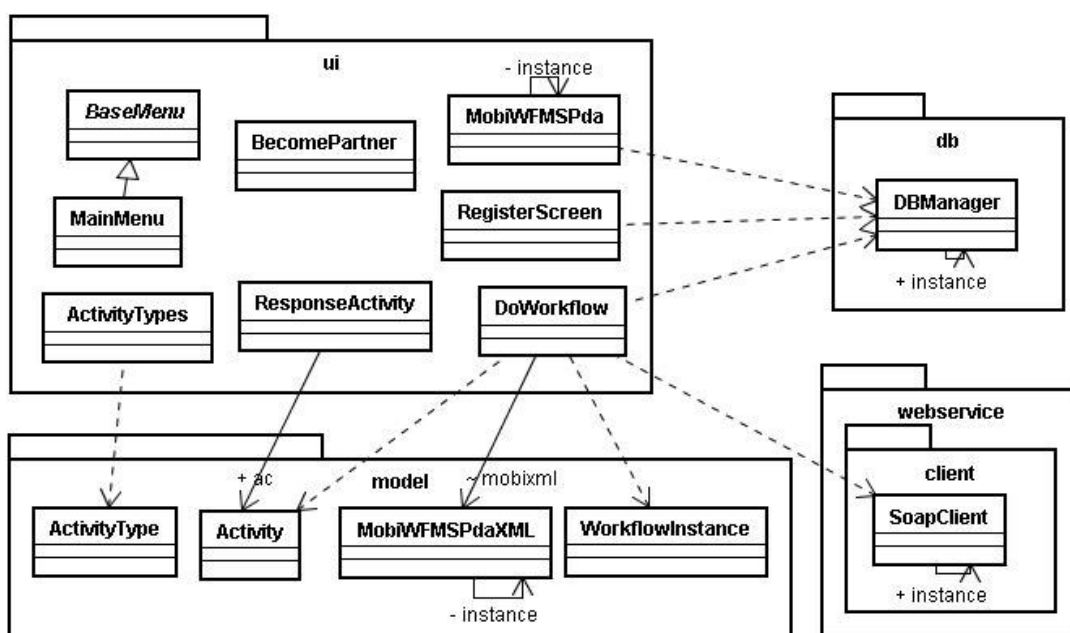 ui
- instance
BaseMenu
MobiWFMSPda
BecomePartner
db
MainMenu
RegisterScreen
DBManager
+ instance
ActivityTypes
ResponseActivity
DoWorkflow
webservice
client
+ ac
model
~ mobixml
ActivityType
Activity
MobiWFMSPdaXML
WorkflowInstance
SoapClient
- instance
+ instance